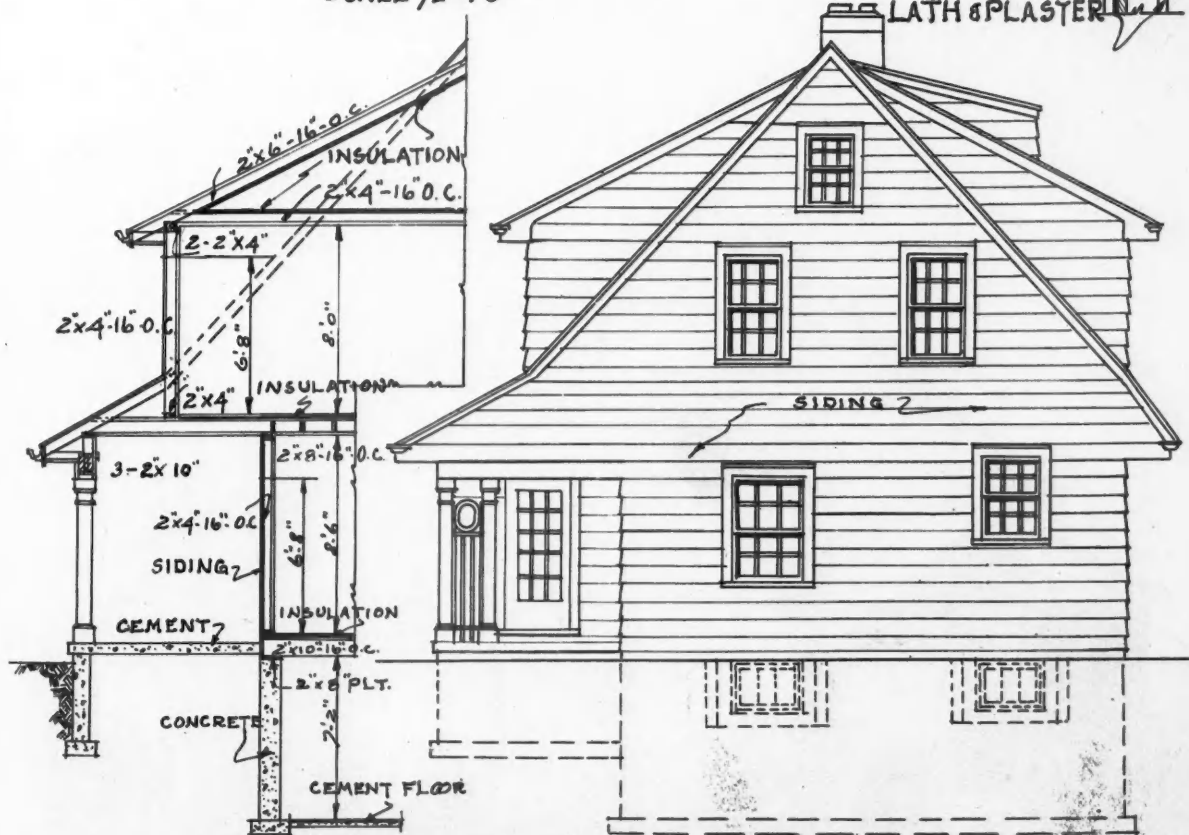 LATH & PLASTER
2"x6"-16"-O.C.
INSULATION
2"x4"-16"O.C.
2-2"x4"
2"x4"-16"O.C.
6'-8"
8'-0"
2"x4"
INSULATION
SIDING
3-2"x10"
2"x8"-16"O.C.
2"x4"-16"-O.C.
6'-8"
8'-6"
SIDING
INSULATION
CEMENT
2"x10"-16"O.C.
2"x8"PLT.
7'-2"
CONCRETE
CEMENT FLOOR